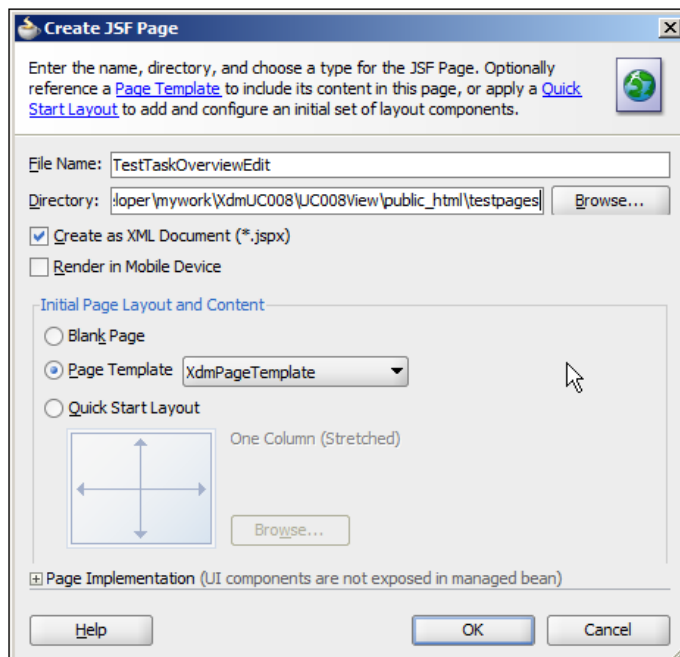 Create JSF Page
Enter the name, directory, and choose a type for the JSF Page. Optionally
reference a Page Template to include its content in this page, or apply a Quick
Start Layout to add and configure an initial set of layout components.
File Name: TestTaskOverviewEdit
Directory: :loper\mywork\XdmUC008\UC008View\public_html\testpages Browse...
Create as XML Document (*.jspx)
Render in Mobile Device
Initial Page Layout and Content
Blank Page
Page Template XdmPageTemplate
Quick Start Layout
One Column (Stretched)
Browse...
Page Implementation (UI components are not exposed in managed bean)
Help OK Cancel